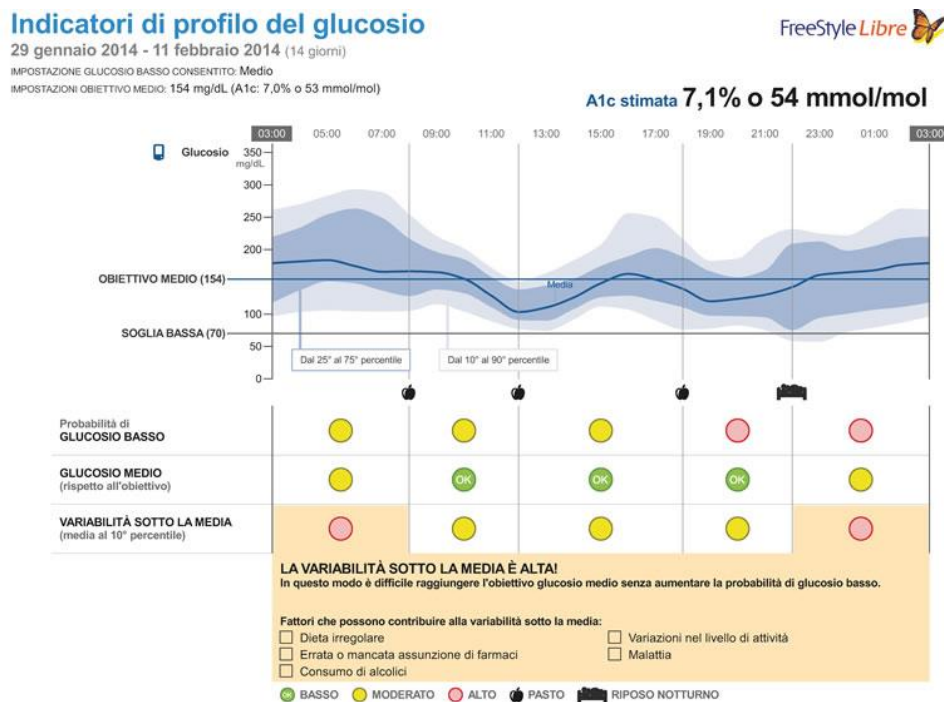 Indicatori di profilo del glucosio
FreeStyle Libre
29 gennaio 2014 - 11 febbraio 2014 (14 giorni)
IMPOSTAZIONE GLUCOSIO BASSO CONSENTITO: Medio
IMPOSTAZIONI OBIETTIVO MEDIO: 154 mg/dL (A1c: 7,0% o 53 mmol/mol)
A1c stimata 7,1% o 54 mmol/mol
03:00 05:00 07:00 09:00 11:00 13:00 15:00 17:00 19:00 21:00 23:00 01:00 03:00
Glucosio 350
mg/dL
300
250
200
OBIETTIVO MEDIO (154)
Media
100
SOGLIA BASSA (70)
50
Dal 25° al 75° percentile
Dal 10° al 90° percentile
0
Probabilità di
GLUCOSIO BASSO
GLUCOSIO MEDIO
(rispetto all'obiettivo)
OK OK OK
VARIABILITÀ SOTTO LA MEDIA
(media al 10° percentile)
LA VARIABILITÀ SOTTO LA MEDIA È ALTA!
In questo modo è difficile raggiungere l'obiettivo glucosio medio senza aumentare la probabilità di glucosio basso.
Fattori che possono contribuire alla variabilità sotto la media:
Dieta irregolare
Variazioni nel livello di attività
Errata o mancata assunzione di farmaci
Malattia
Consumo di alcolici
OK BASSO MODERATO ALTO PASTO RIPOSO NOTTURNO